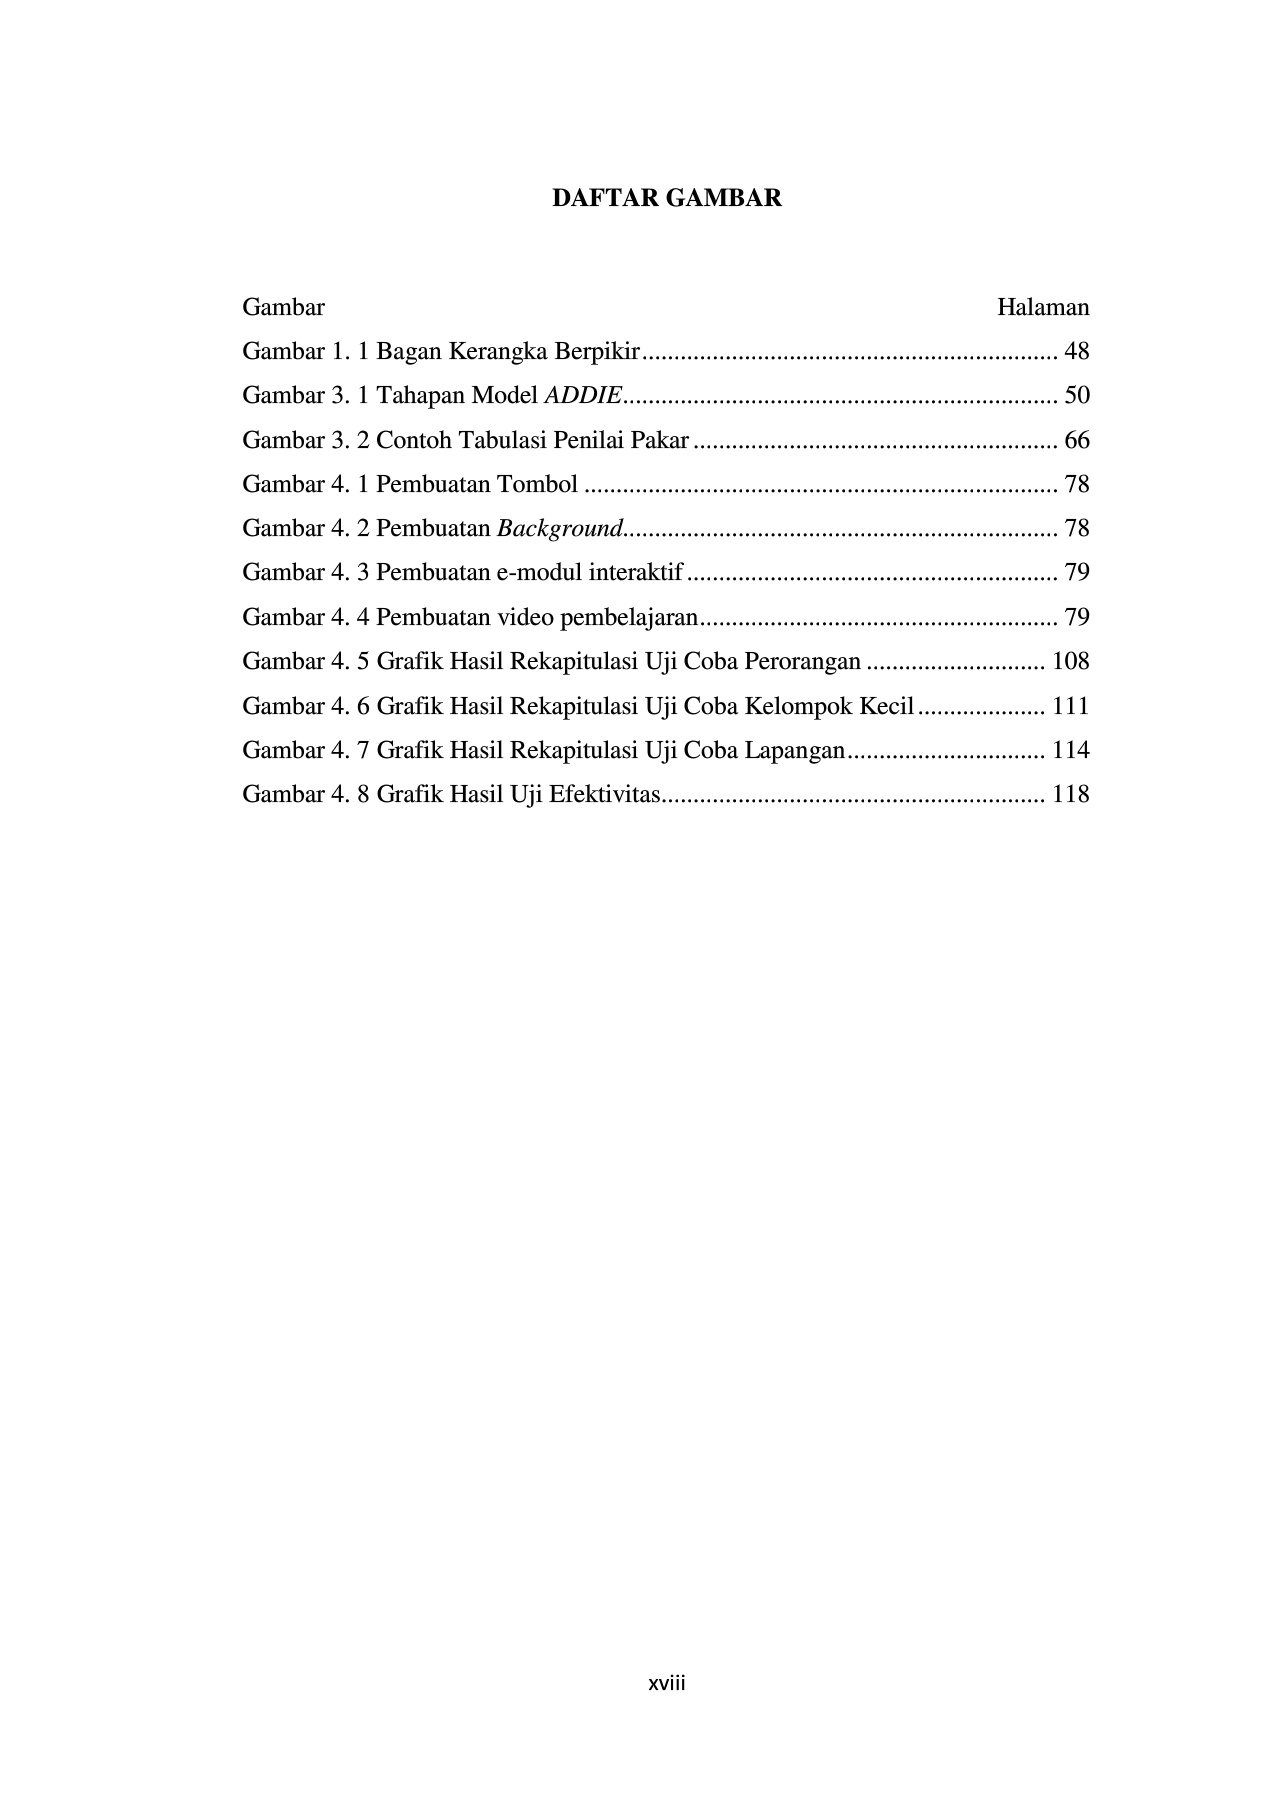 DAFTAR GAMBAR
Gambar Halaman
Gambar 1. 1 Bagan Kerangka Berpikir................................................................. 48
Gambar 3. 1 Tahapan Model ADDIE.................................................................... 50
Gambar 3. 2 Contoh Tabulasi Penilai Pakar ......................................................... 66
Gambar 4. 1 Pembuatan Tombol .......................................................................... 78
Gambar 4. 2 Pembuatan Background.................................................................... 78
Gambar 4. 3 Pembuatan e-modul interaktif .......................................................... 79
Gambar 4. 4 Pembuatan video pembelajaran........................................................ 79
Gambar 4. 5 Grafik Hasil Rekapitulasi Uji Coba Perorangan ............................ 108
Gambar 4. 6 Grafik Hasil Rekapitulasi Uji Coba Kelompok Kecil .................... 111
Gambar 4. 7 Grafik Hasil Rekapitulasi Uji Coba Lapangan............................... 114
Gambar 4. 8 Grafik Hasil Uji Efektivitas............................................................ 118
xviii